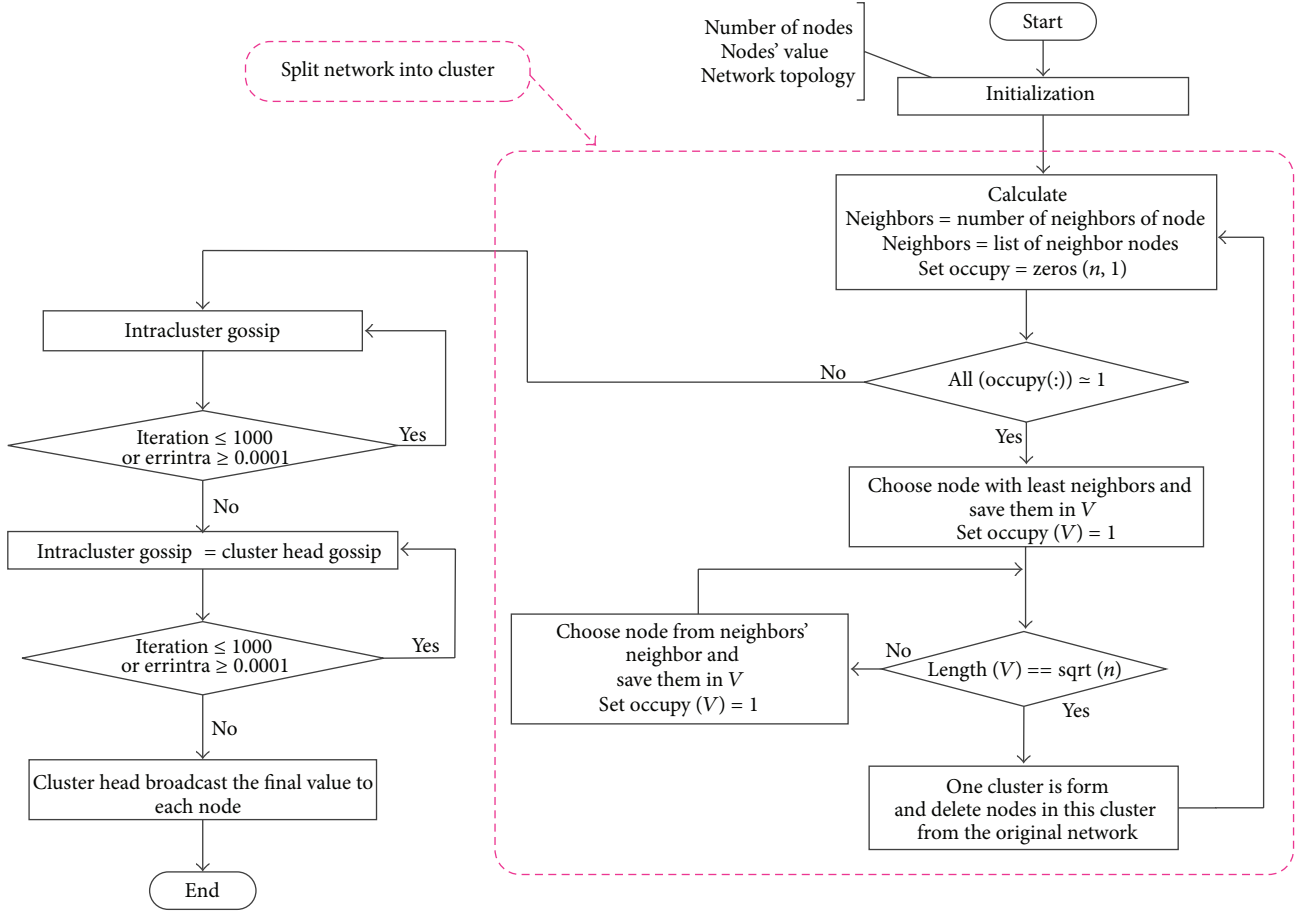 Start
Number of nodes
Nodes' value
Network topology
Initialization
Split network into cluster
Calculate
Neighbors = number of neighbors of node
Neighbors = list of neighbor nodes
Set occupy = zeros (n, 1)
All (occupy(:)) ≃ 1
No
Yes
Choose node with least neighbors and
save them in V
Set occupy (V) = 1
Length (V) == sqrt (n)
No
Yes
Choose node from neighbors'
neighbor and
save them in V
Set occupy (V) = 1
One cluster is form
and delete nodes in this cluster
from the original network
Intracluster gossip
Iteration ≤ 1000
or errintra ≥ 0.0001
Yes
No
Intracluster gossip = cluster head gossip
Iteration ≤ 1000
or errintra ≥ 0.0001
Yes
No
Cluster head broadcast the final value to
each node
End